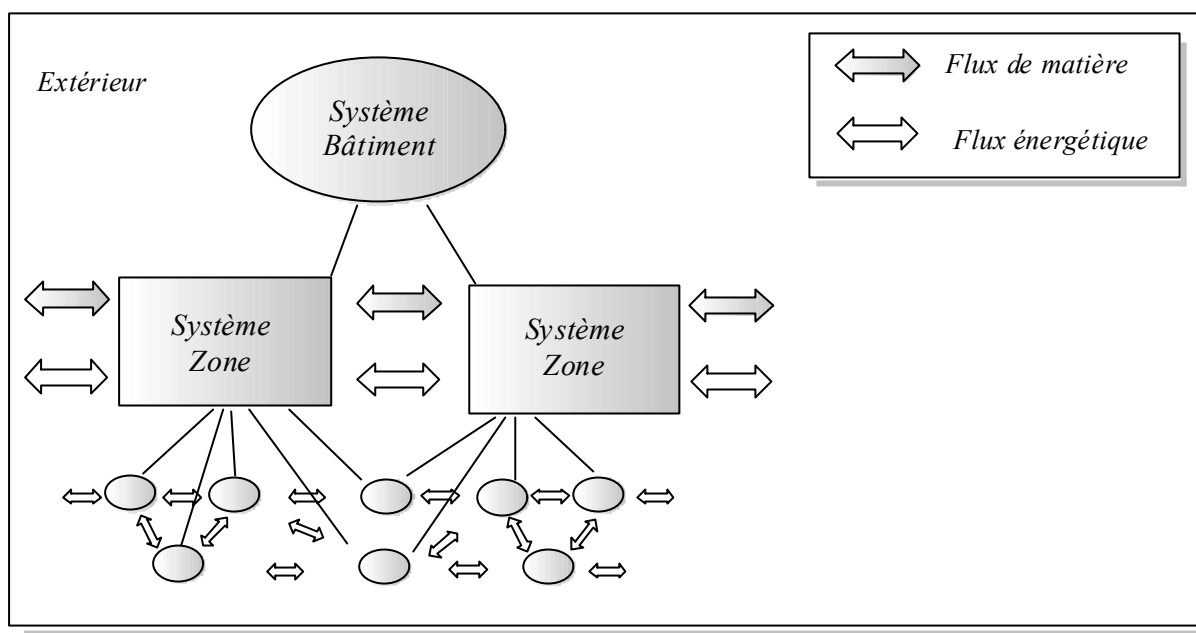 Extérieur
Système
Bâtiment
Flux de matière
Flux énergétique
Système
Zone
Système
Zone